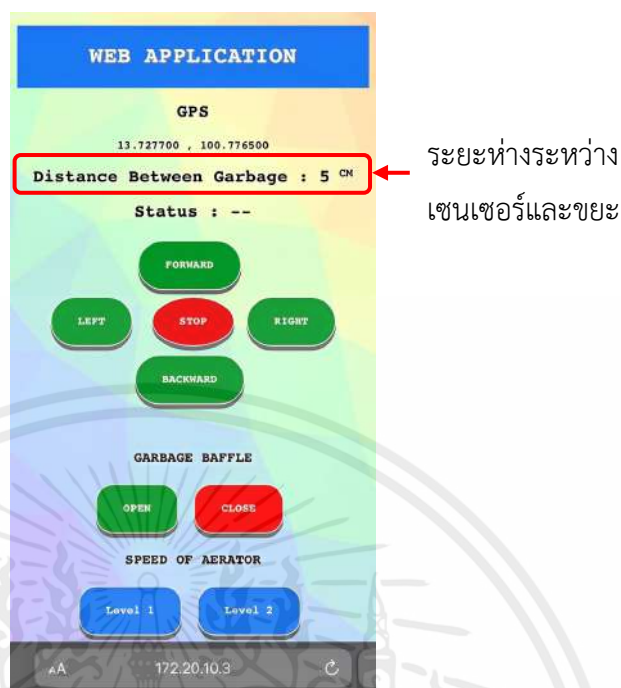 WEB APPLICATION
GPS
13.727700 , 100.776500
Distance Between Garbage : 5 CM
ระยะห่างระหว่าง
เซนเซอร์และขยะ
Status : --
FORWARD
LEFT STOP RIGHT
BACKWARD
GARBAGE BAFFLE
OPEN CLOSE
SPEED OF AERATOR
Level 1 Level 2
AA 172.20.10.3